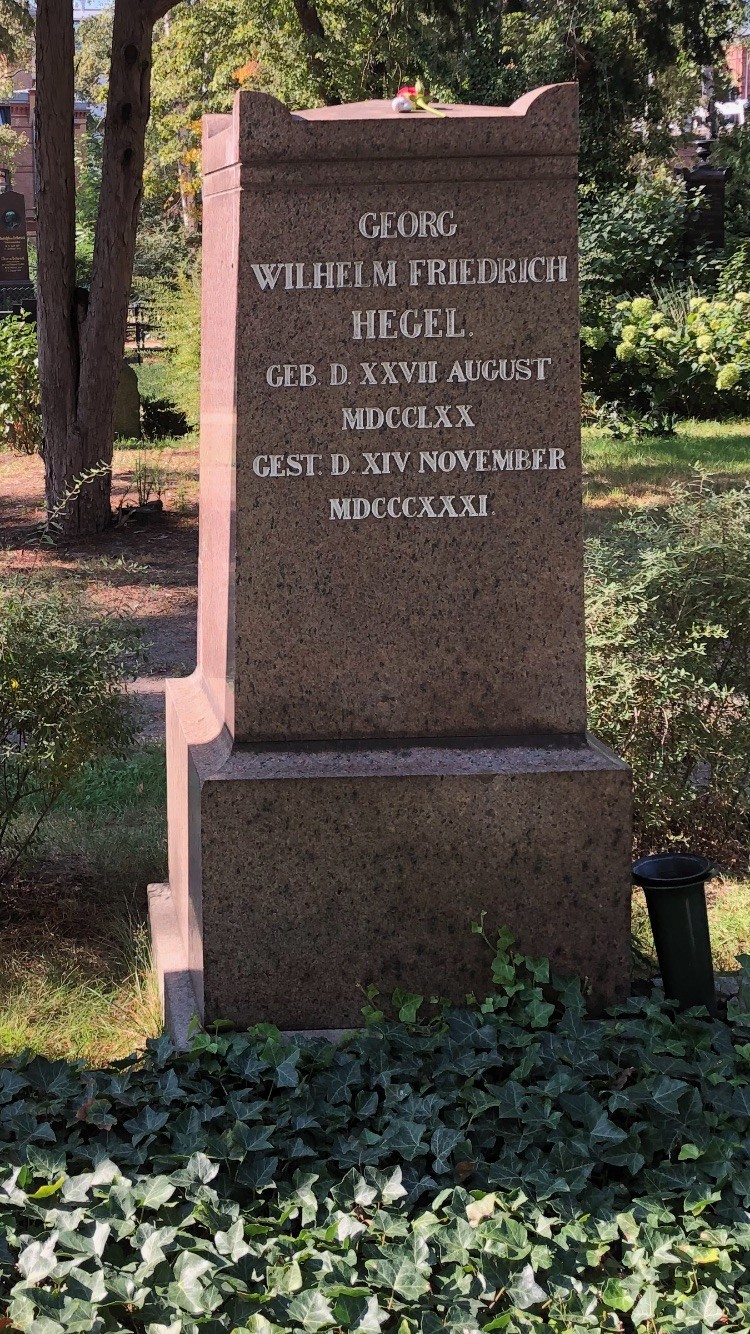 GEORG
WILHELM FRIEDRICH
HEGEL.
GEB. D. XXVII AUGUST
MDCCLXX
GEST. D. XIV NOVEMBER
MDCCCXXXI.